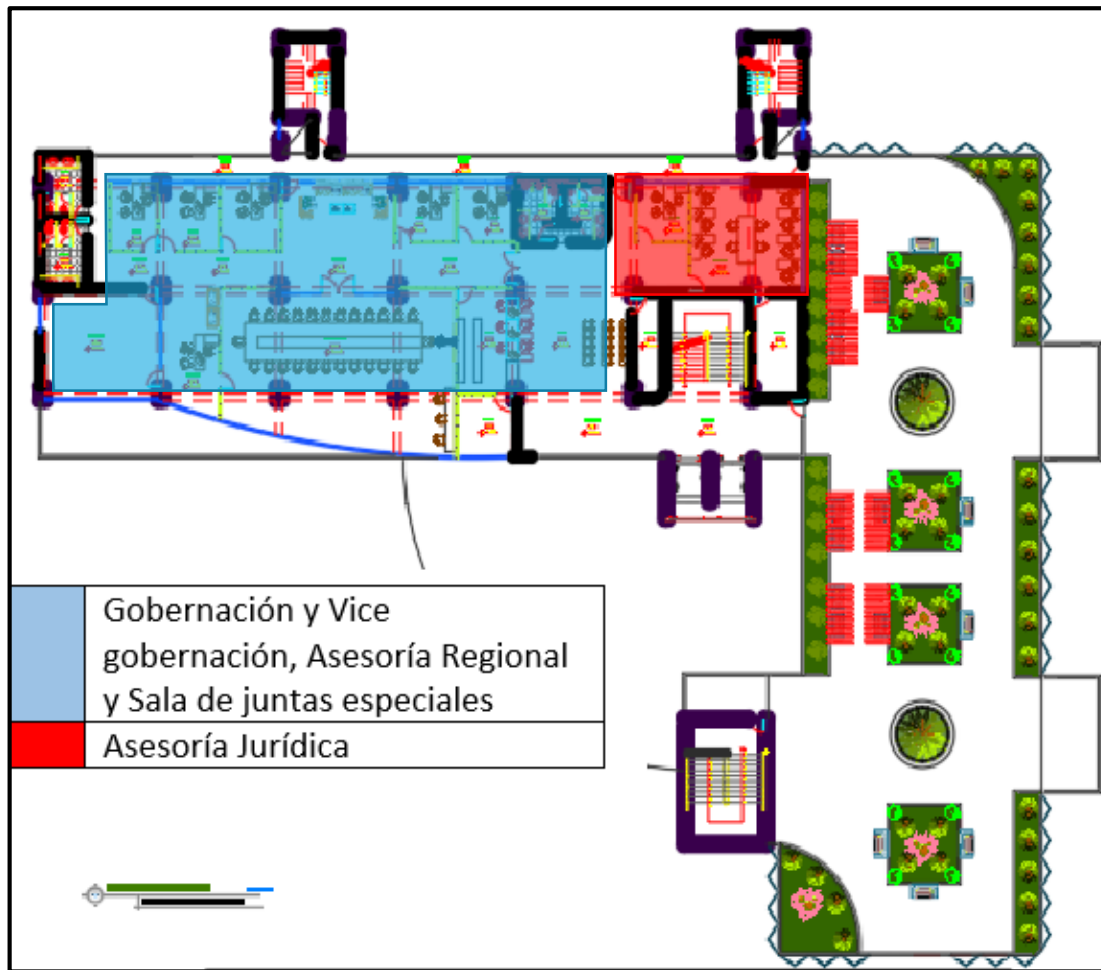 Gobernación y Vice
gobernación, Asesoría Regional
y Sala de juntas especiales
Asesoría Jurídica